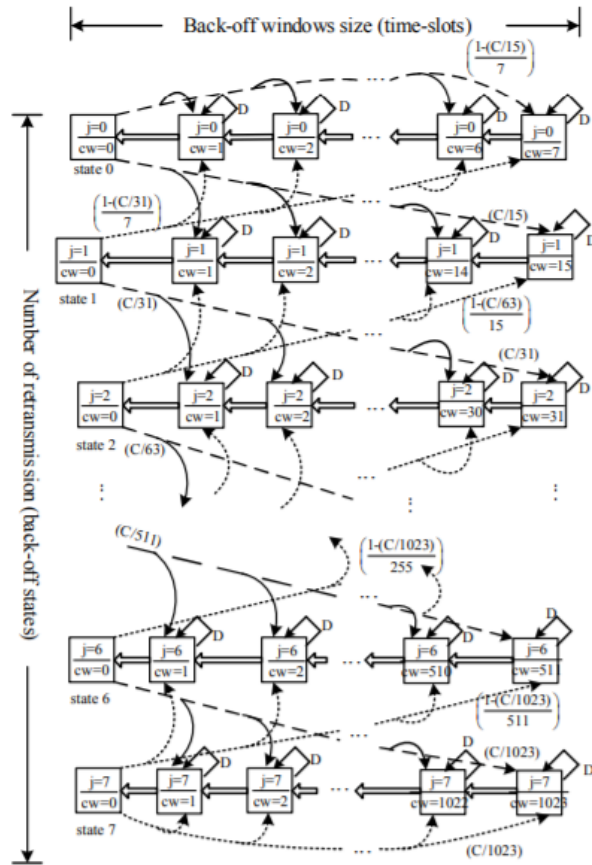 Back-off windows size (time-slots)
(1-(C/15)
7)
j=0
cw=0
j=0
cw=1
D
j=0
cw=2
D
...
j=0
cw=6
D
j=0
cw=7
D
state 0
(1-(C/31)
7)
(C/15)
j=1
cw=0
j=1
cw=1
D
j=1
cw=2
D
...
j=1
cw=14
D
j=1
cw=15
D
state 1
(C/31)
(1-(C/63)
15)
(C/31)
j=2
cw=0
j=2
cw=1
D
j=2
cw=2
D
...
j=2
cw=30
D
j=2
cw=31
D
state 2
(C/63)
...
Number of retransmission (back-off states)
(C/511)
(1-(C/1023)
255)
j=6
cw=0
j=6
cw=1
D
j=6
cw=2
D
...
j=6
cw=510
D
j=6
cw=511
D
state 6
(1-(C/1023)
511)
(C/1023)
j=7
cw=0
j=7
cw=1
D
j=7
cw=2
D
...
j=7
cw=1022
D
j=7
cw=1023
D
state 7
(C/1023)